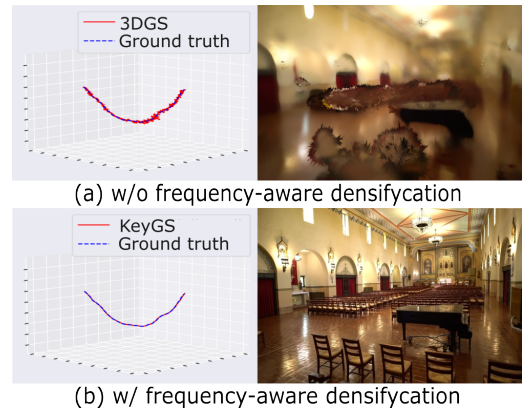 3DGS
Ground truth
(a) w/o frequency-aware densifycation
KeyGS
Ground truth
(b) w/ frequency-aware densifycation